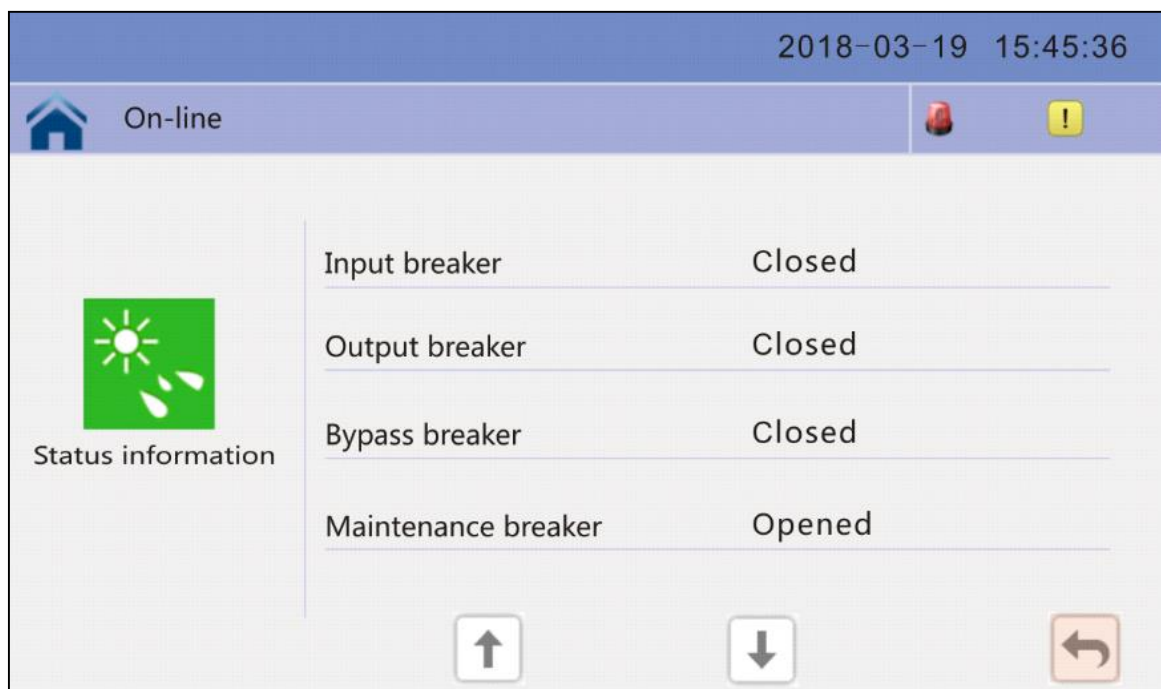 2018-03-19 15:45:36
On-line
!
Input breaker Closed
Output breaker Closed
Bypass breaker Closed
Status information
Maintenance breaker Opened